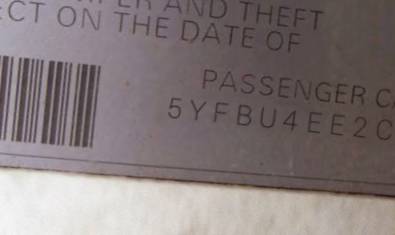 AND THEFT
ECT ON THE DATE OF
PASSENGER C
5YFBU4EE2C